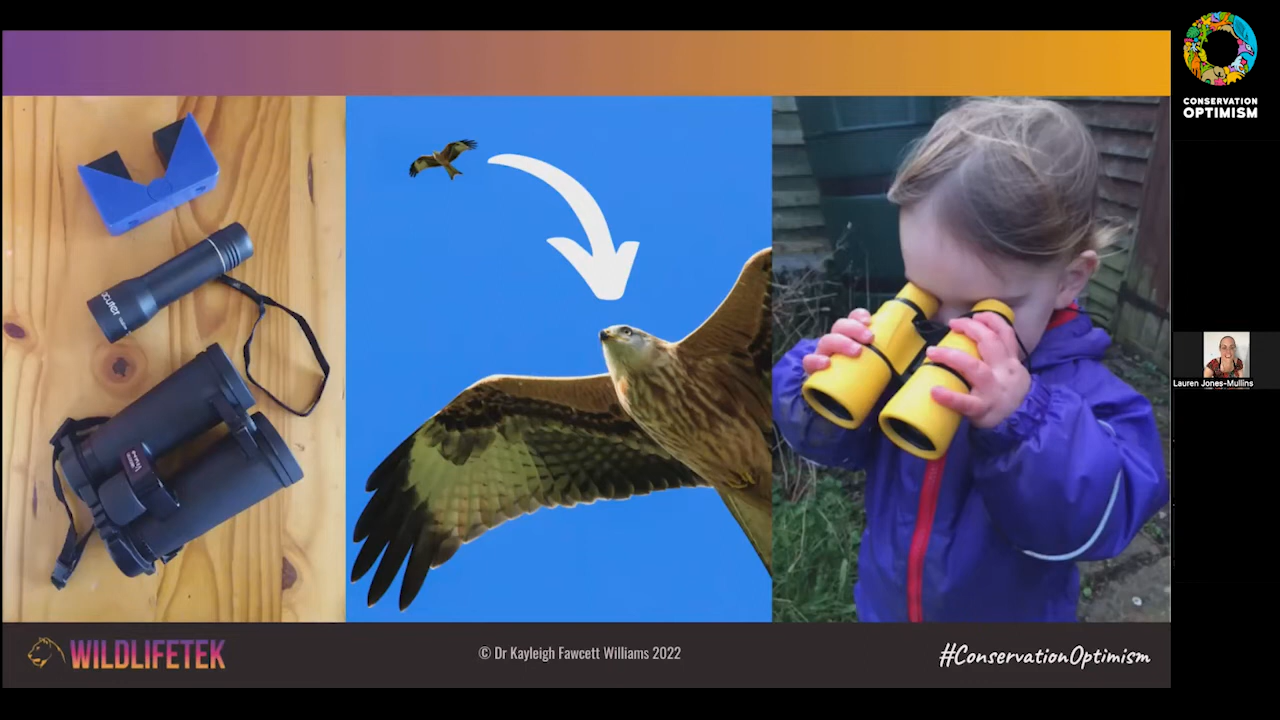 CONSERVATION
OPTIMISM
Lauren Jones-Mullins
WILDLIFETEK
© Dr Kayleigh Fawcett Williams 2022
#ConservationOptimism